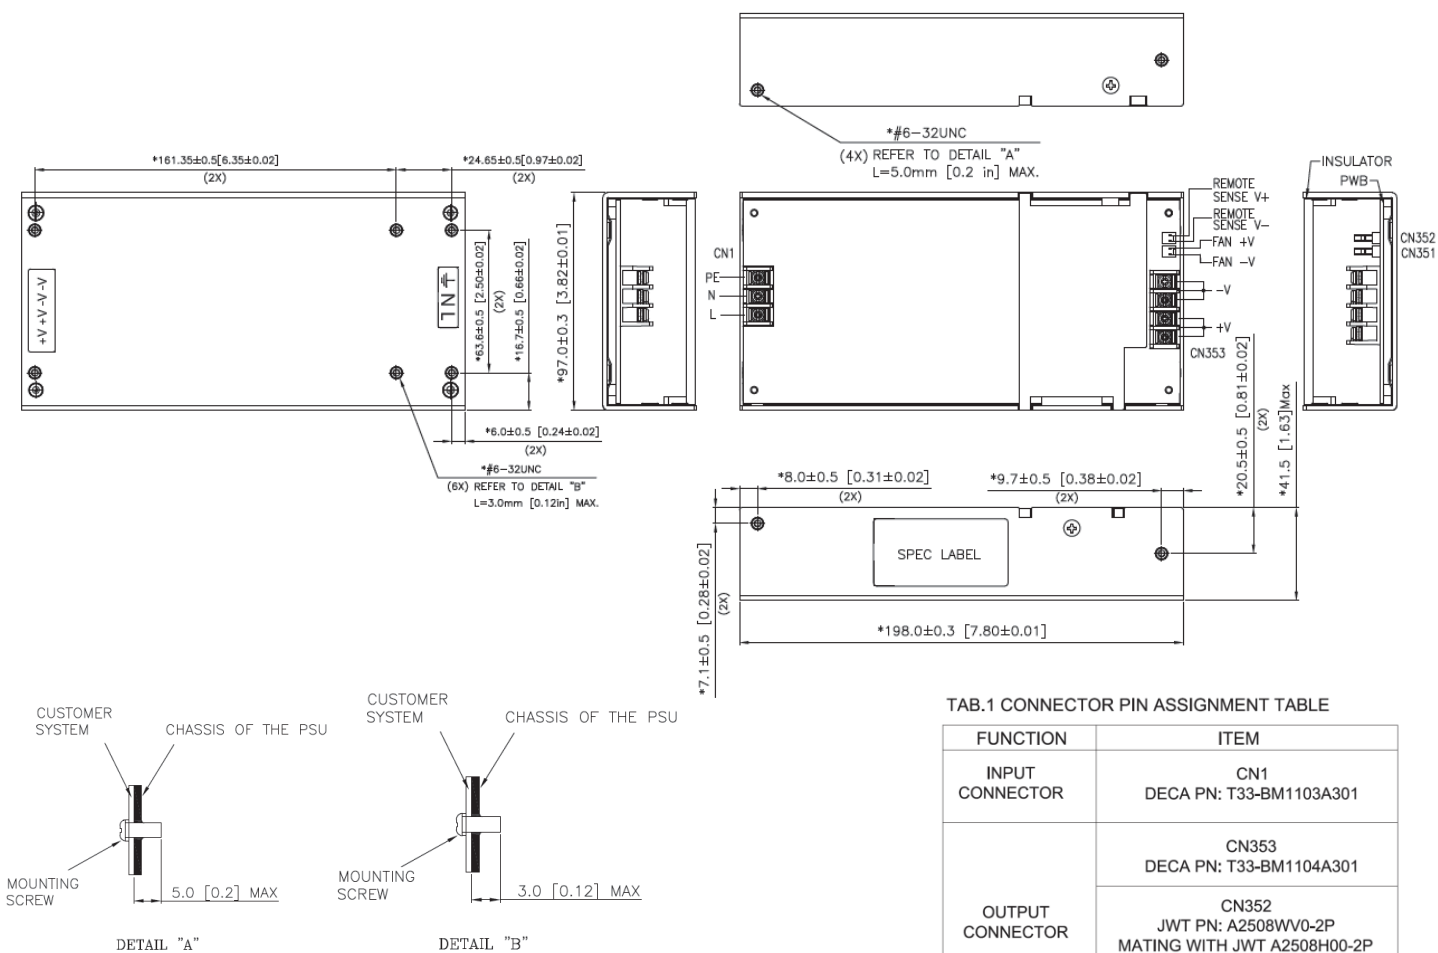 *#6-32UNC
(4X) REFER TO DETAIL "A"
L=5.0mm [0.2 in] MAX.
*161.35±0.5[6.35±0.02]
(2X)
*24.65±0.5[0.97±0.02]
(2X)
+V +V -V -V
L N ⏚
*63.6±0.5 [2.50±0.02]
(2X)
*16.7±0.5 [0.66±0.02]
*97.0±0.3 [3.82±0.01]
*6.0±0.5 [0.24±0.02]
(2X)
*#6-32UNC
(6X) REFER TO DETAIL "B"
L=3.0mm [0.12in] MAX.
CN1
PE
N
L
REMOTE
SENSE V+
REMOTE
SENSE V-
FAN +V
FAN -V
-V
+V
CN353
INSULATOR
PWB
CN352
CN351
*20.5±0.5 [0.81±0.02]
(2X)
*41.5 [1.63]Max
*8.0±0.5 [0.31±0.02]
(2X)
*9.7±0.5 [0.38±0.02]
(2X)
SPEC LABEL
*7.1±0.5 [0.28±0.02]
(2X)
*198.0±0.3 [7.80±0.01]
CUSTOMER
SYSTEM
CHASSIS OF THE PSU
MOUNTING
SCREW
5.0 [0.2] MAX
DETAIL "A"
CUSTOMER
SYSTEM
CHASSIS OF THE PSU
MOUNTING
SCREW
3.0 [0.12] MAX
DETAIL "B"
TAB.1 CONNECTOR PIN ASSIGNMENT TABLE
FUNCTION
ITEM
INPUT
CONNECTOR
CN1
DECA PN: T33-BM1103A301
OUTPUT
CONNECTOR
CN353
DECA PN: T33-BM1104A301
CN352
JWT PN: A2508WV0-2P
MATING WITH JWT A2508H00-2P